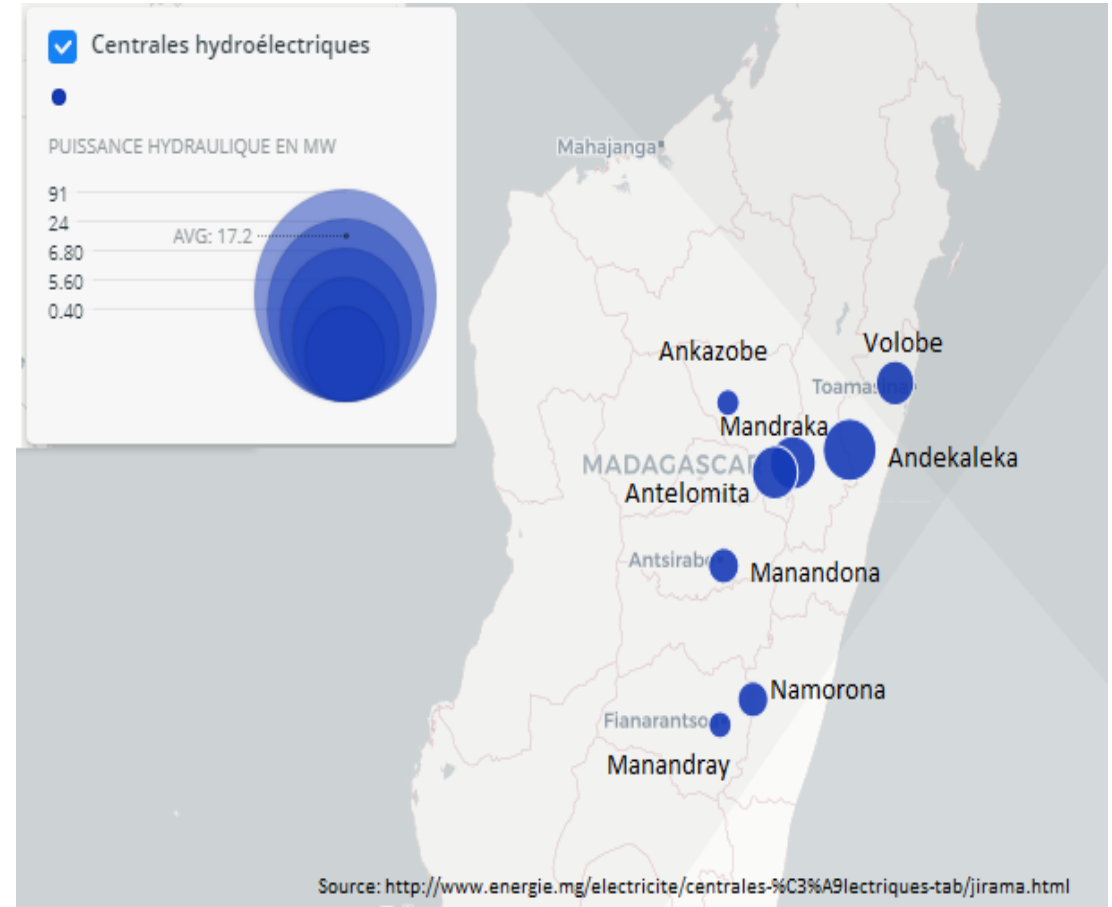 Centrales hydroélectriques
PUISSANCE HYDRAULIQUE EN MW
91
24
AVG: 17.2
6.80
5.60
0.40
Mahajanga
Ankazobe
Volobe
Mandraka
MADAGASCAR
Andekaleka
Antelomita
Manandona
Namorona
Manandray
Source: http://www.energie.mg/electricite/centrales-%C3%A9lectriques-tab/jirama.html